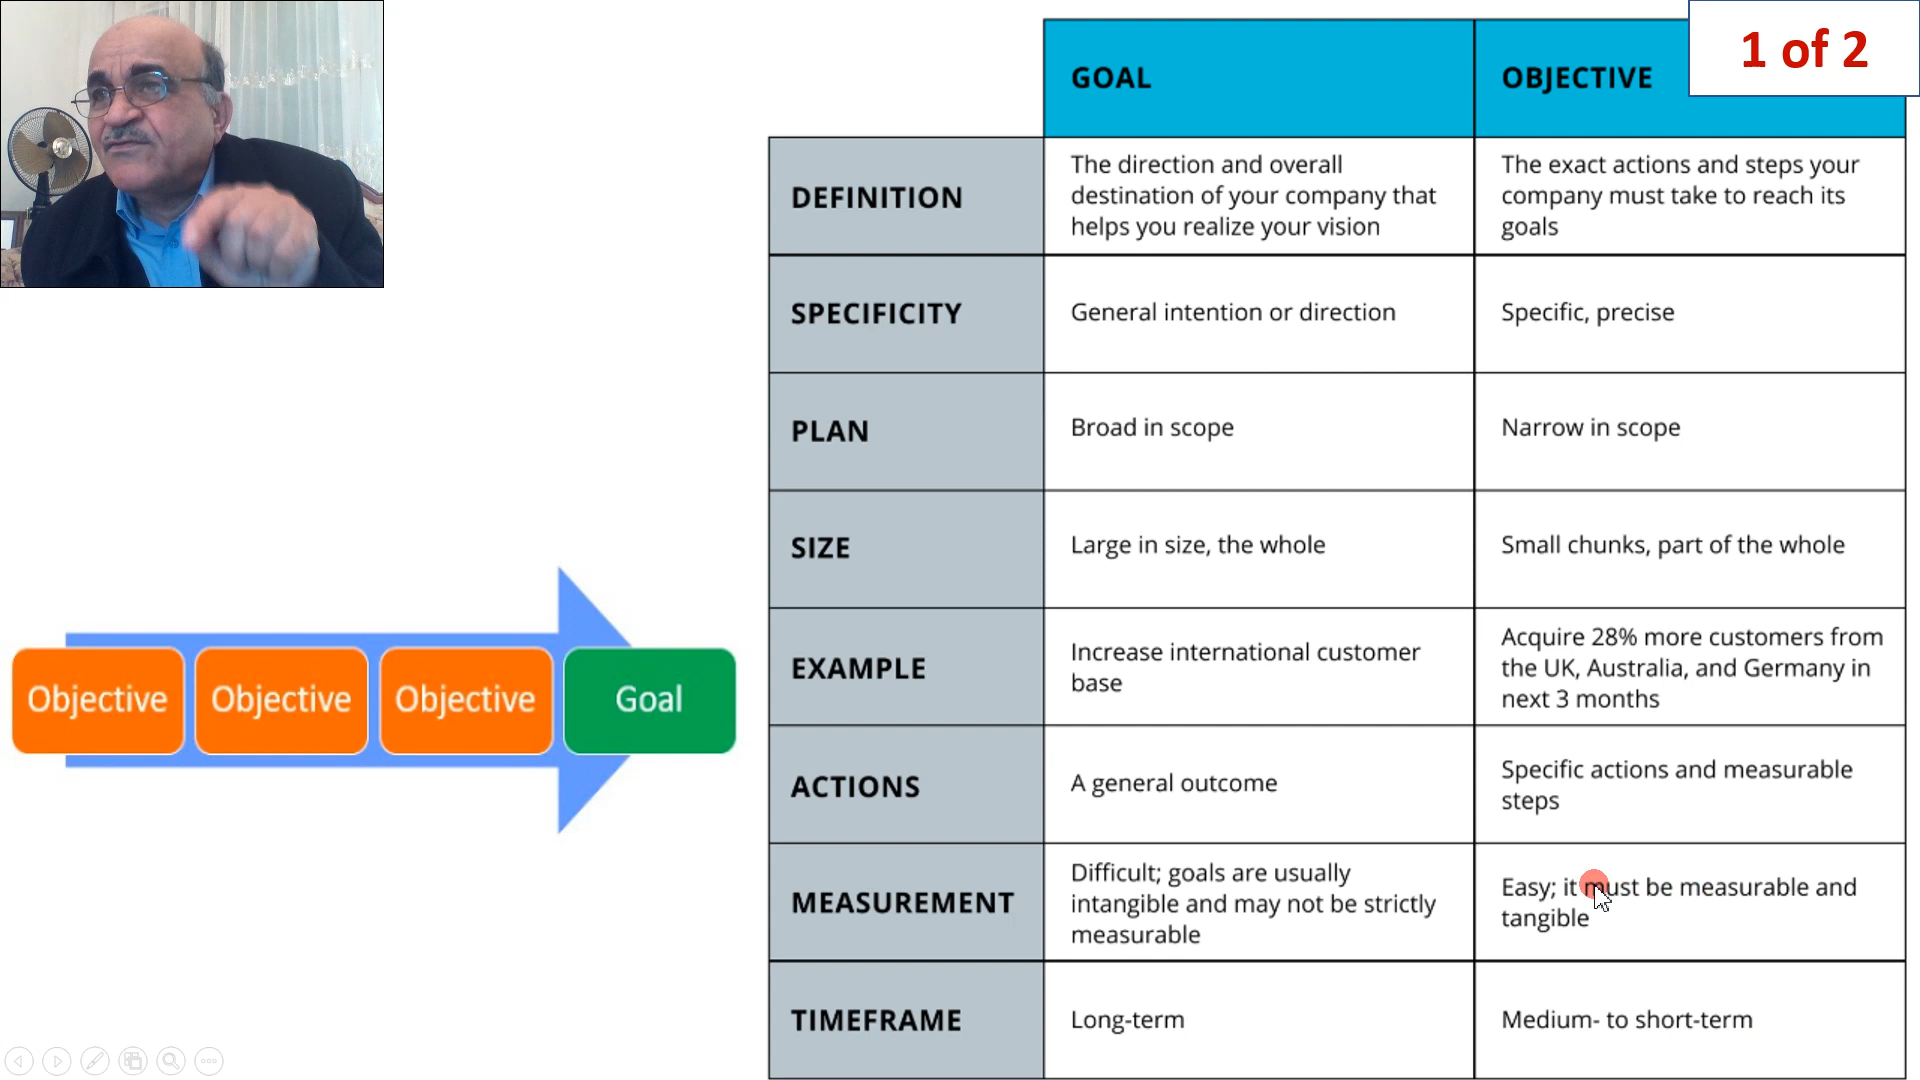 1 of 2
GOAL
OBJECTIVE
DEFINITION
The direction and overall
destination of your company that
helps you realize your vision
The exact actions and steps your
company must take to reach its
goals
SPECIFICITY
General intention or direction
Specific, precise
PLAN
Broad in scope
Narrow in scope
SIZE
Large in size, the whole
Small chunks, part of the whole
EXAMPLE
Increase international customer
base
Acquire 28% more customers from
the UK, Australia, and Germany in
next 3 months
ACTIONS
A general outcome
Specific actions and measurable
steps
MEASUREMENT
Difficult; goals are usually
intangible and may not be strictly
measurable
Easy; it must be measurable and
tangible
TIMEFRAME
Long-term
Medium- to short-term
Objective
Objective
Objective
Goal